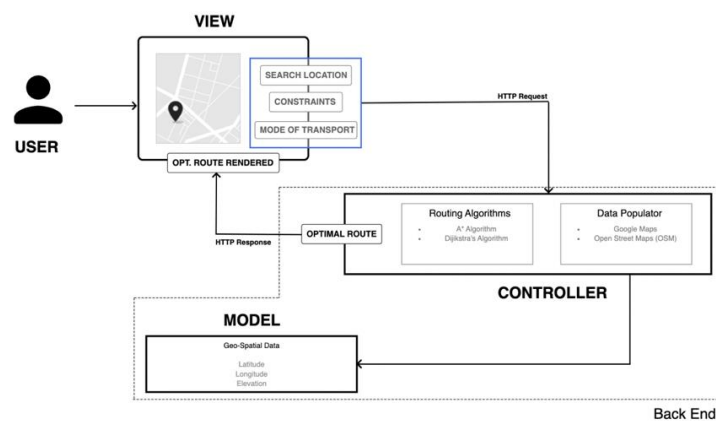 VIEW
SEARCH LOCATION
CONSTRAINTS
MODE OF TRANSPORT
HTTP Request
USER
OPT. ROUTE RENDERED
HTTP Response
OPTIMAL ROUTE
Routing Algorithms
A* Algorithm
Dijikstra's Algorithm
Data Populator
Google Maps
Open Street Maps (OSM)
CONTROLLER
MODEL
Geo-Spatial Data
Latitude
Longitude
Elevation
Back End